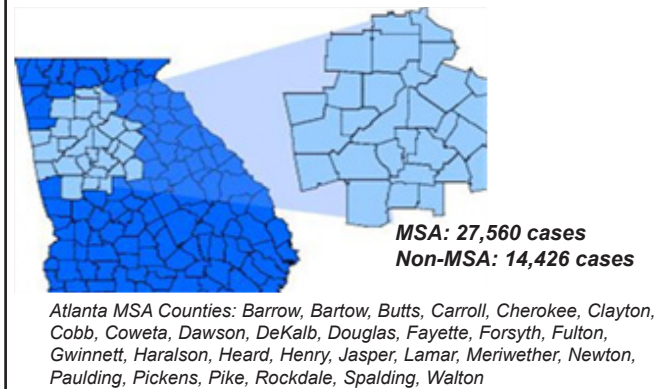 MSA: 27,560 cases
Non-MSA: 14,426 cases
Atlanta MSA Counties: Barrow, Bartow, Butts, Carroll, Cherokee, Clayton,
Cobb, Coweta, Dawson, DeKalb, Douglas, Fayette, Forsyth, Fulton,
Gwinnett, Haralson, Heard, Henry, Jasper, Lamar, Meriwether, Newton,
Paulding, Pickens, Pike, Rockdale, Spalding, Walton